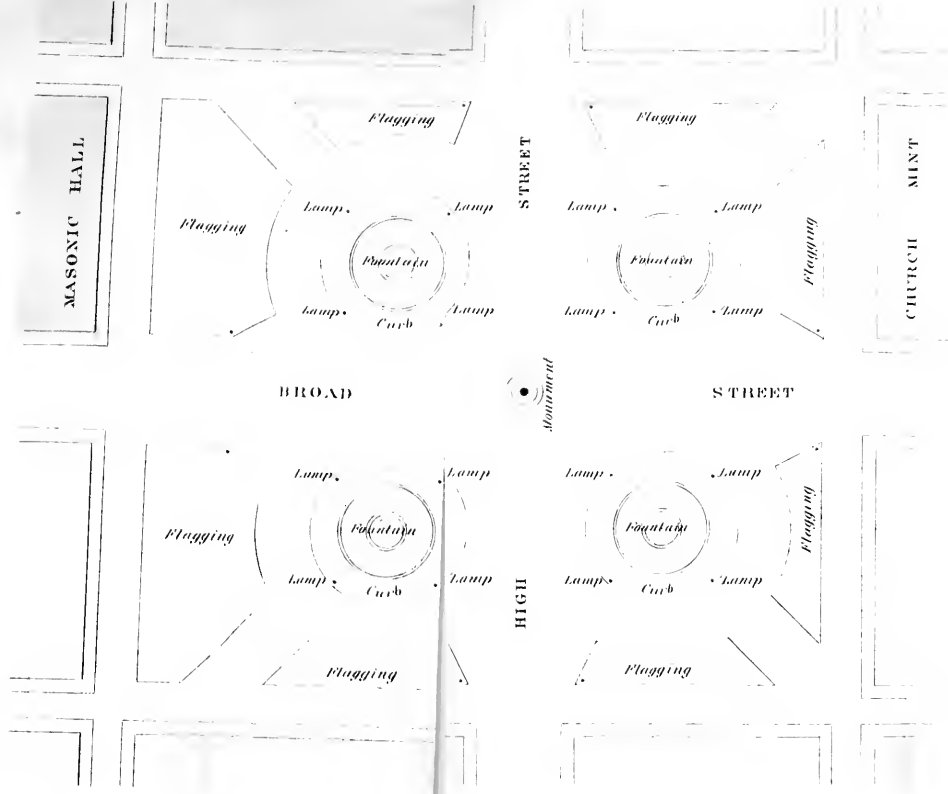 Flagging
Flagging
MASONIC HALL
STREET
CHURCH MINT
Lamp
Lamp
Lamp
Lamp
Flagging
Flagging
Fountain
Fountain
Lamp
Lamp
Lamp
Lamp
Curb
Curb
BROAD
STREET
Monument
Lamp
Lamp
Lamp
Lamp
Flagging
Fountain
Fountain
Flagging
Lamp
Lamp
Lamp
Lamp
Curb
Curb
HIGH
Flagging
Flagging